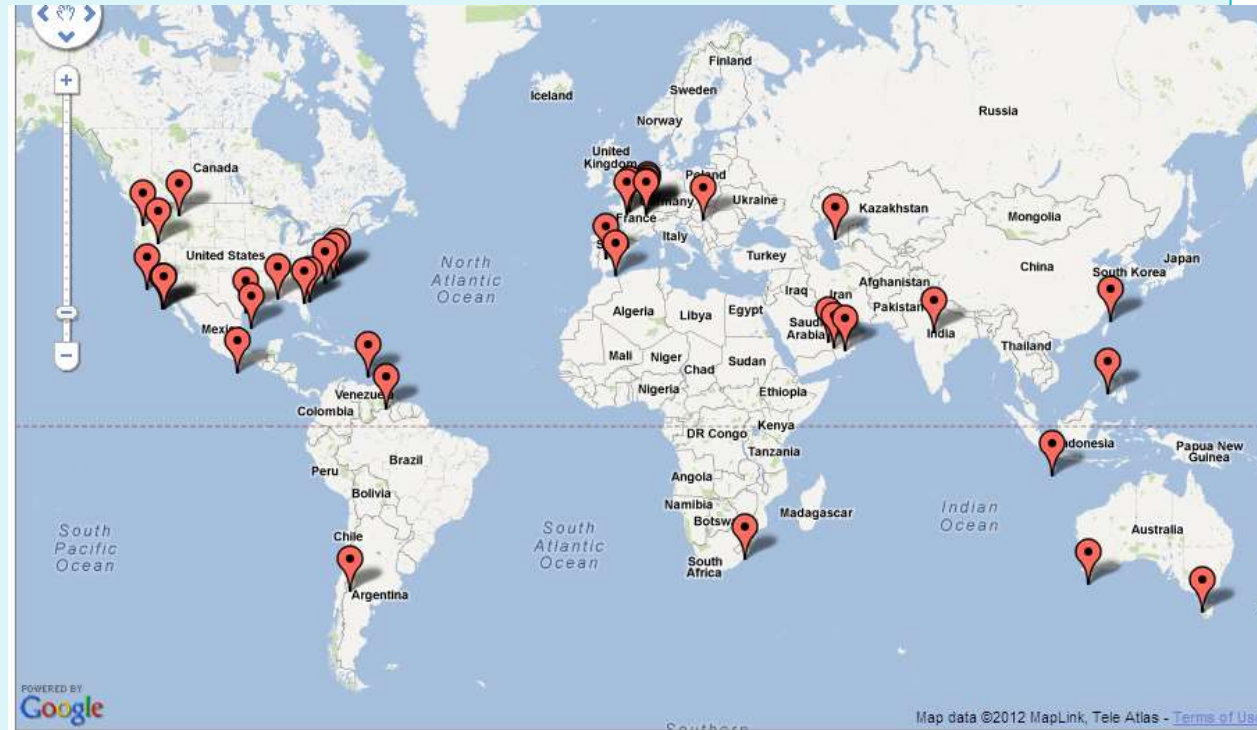 Finland
Iceland
Sweden
Russia
Norway
United
Kingdom
Canada
Poland
Ukraine
Kazakhstan
France
Mongolia
United States
Italy
North
Atlantic
Ocean
Turkey
Japan
China
South Korea
Afghanistan
Iraq
Iran
Algeria
Libya
Egypt
Pakistan
Saudi
Arabia
India
Thailand
Mali
Niger
Chad
Sudan
Nigeria
Ethiopia
Colombia
DR Congo
Kenya
Tanzania
Papua New
Guinea
Brazil
Peru
Angola
Bolivia
Namibia
Madagascar
Indian
Ocean
South
Pacific
Ocean
South
Atlantic
Ocean
Australia
Chile
South
Africa
Argentina
POWERED BY
Google
Map data ©2012 MapLink, Tele Atlas - Terms of Us